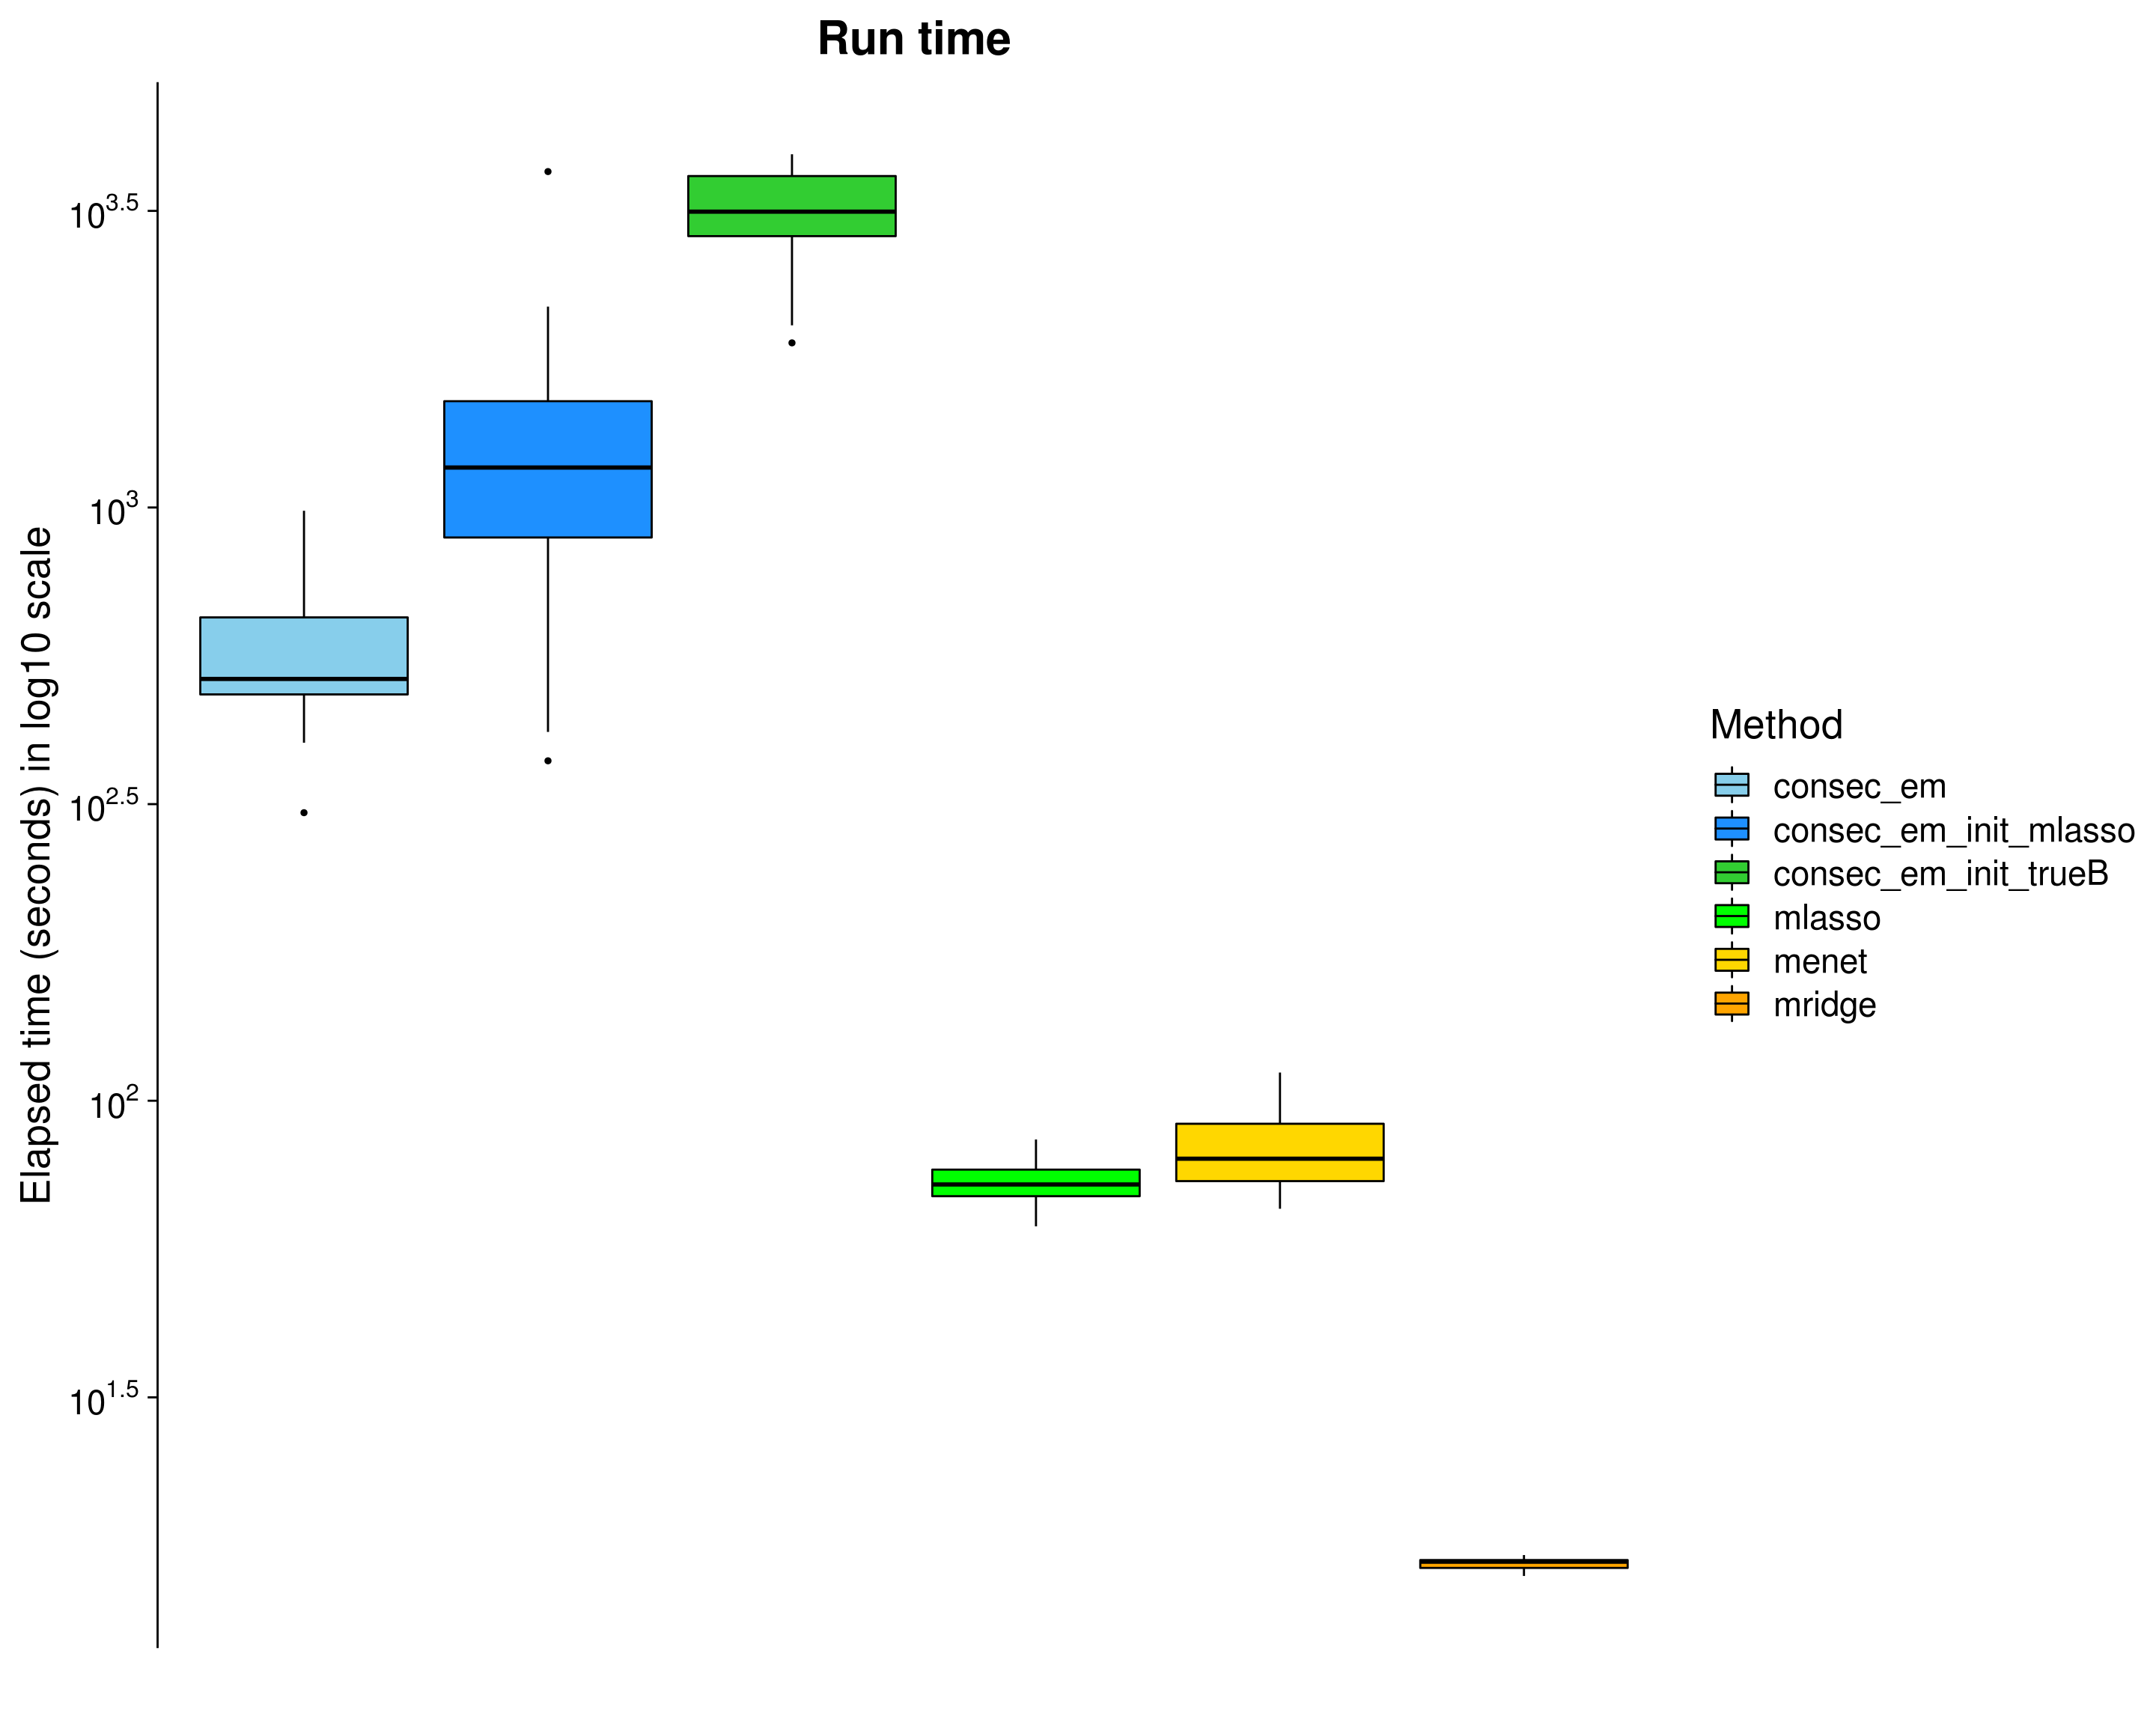 Run time
Elapsed time (seconds) in log10 scale
10^3.5
10^3
10^2.5
10^2
10^1.5
Method
consec_em
consec_em_init_mlasso
consec_em_init_trueB
mlasso
menet
mridge